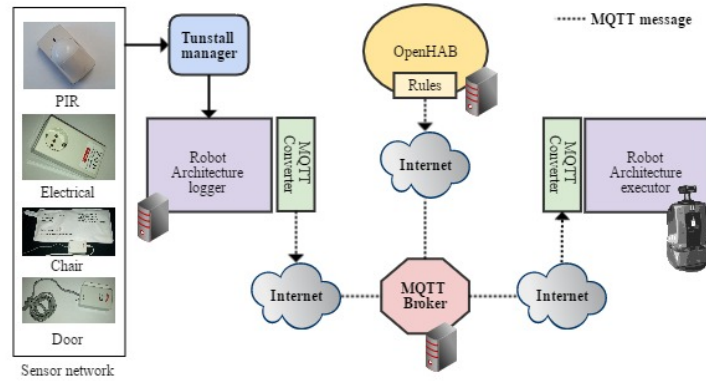 PIR
Electrical
Chair
Door
Sensor network
Tunstall
manager
Robot
Architecture
logger
MQTT
Converter
Internet
OpenHAB
Rules
Internet
MQTT
Broker
Internet
MQTT
Converter
Robot
Architecture
executor
MQTT message